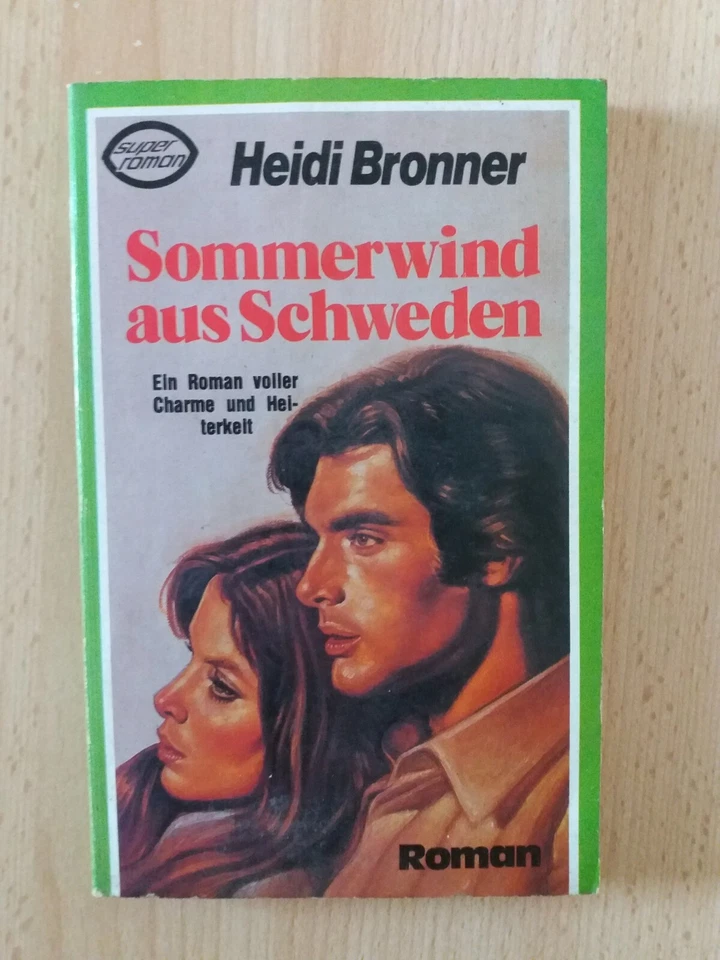 super
roman
Heidi Bronner
Sommerwind
aus Schweden
Ein Roman voller
Charme und Hei-
terkeit
Roman